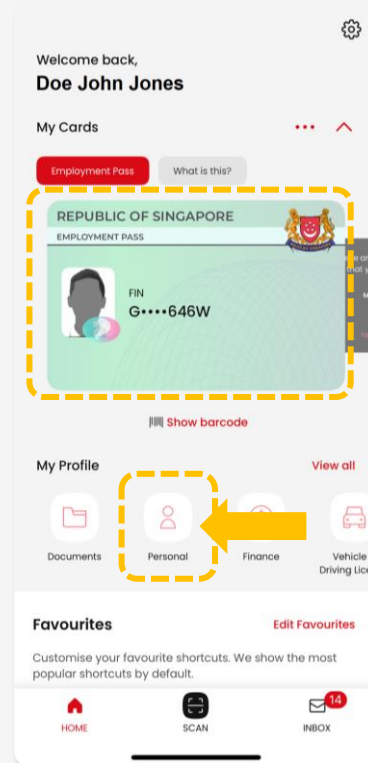 Welcome back,
Doe John Jones
My Cards
Employment Pass
What is this?
REPUBLIC OF SINGAPORE
EMPLOYMENT PASS
FIN
G••••646W
Show barcode
My Profile
View all
Documents
Personal
Finance
Vehicle
Driving Lice
Favourites
Edit Favourites
Customise your favourite shortcuts. We show the most
popular shortcuts by default.
14
HOME
SCAN
INBOX